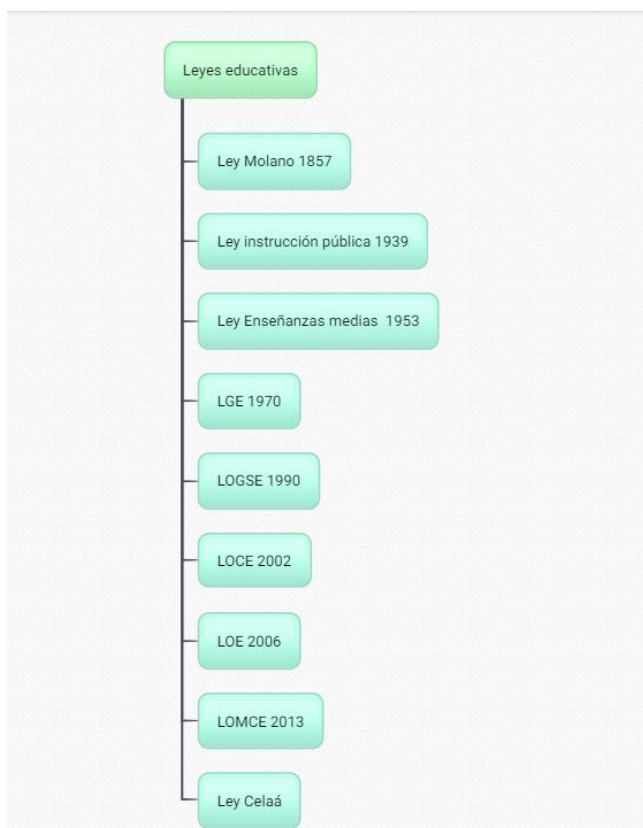 Leyes educativas
Ley Molano 1857
Ley instrucción pública 1939
Ley Enseñanzas medias  1953
LGE 1970
LOGSE 1990
LOCE 2002
LOE 2006
LOMCE 2013
Ley Celaá